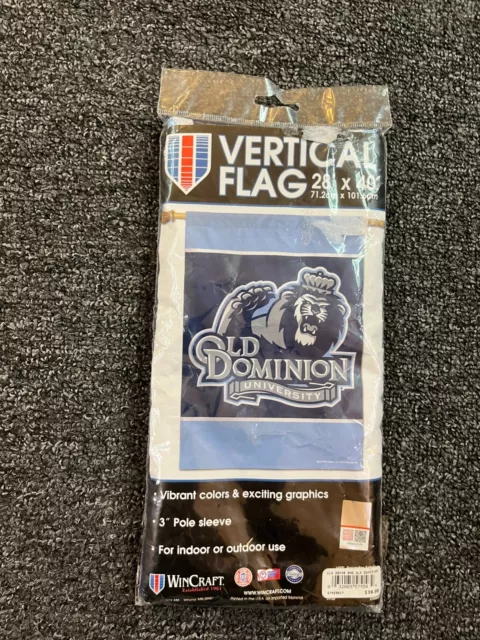 VERTICAL
FLAG 28" x 40"
71.2cm x 101.6cm
OLD
DOMINION
UNIVERSITY
• Vibrant colors & exciting graphics
• 3" Pole sleeve
• For indoor or outdoor use
WINCRAFT.
Established 1961
WWW.WINCRAFT.COM